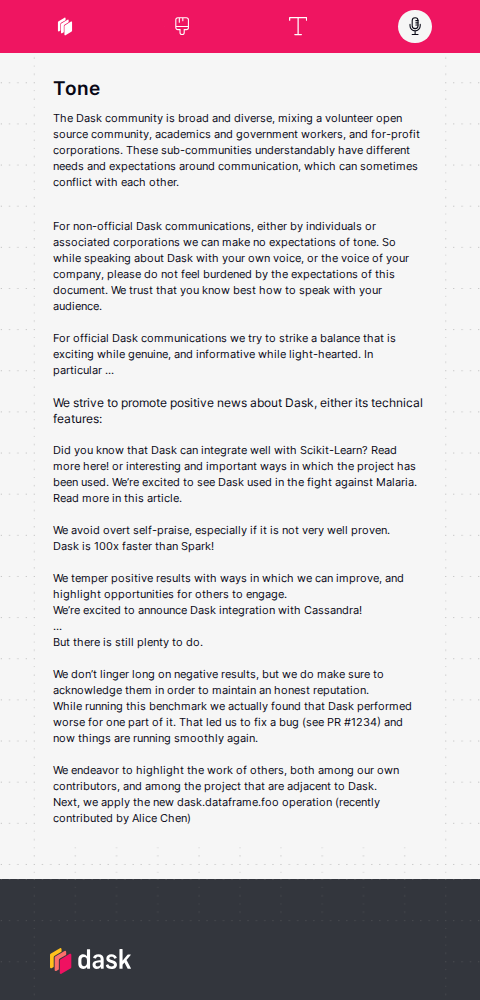 Tone
The Dask community is broad and diverse, mixing a volunteer open
source community, academics and government workers, and for-profit
corporations. These sub-communities understandably have different
needs and expectations around communication, which can sometimes
conflict with each other.
For non-official Dask communications, either by individuals or
associated corporations we can make no expectations of tone. So
while speaking about Dask with your own voice, or the voice of your
company, please do not feel burdened by the expectations of this
document. We trust that you know best how to speak with your
audience.
For official Dask communications we try to strike a balance that is
exciting while genuine, and informative while light-hearted. In
particular ...
We strive to promote positive news about Dask, either its technical
features:
Did you know that Dask can integrate well with Scikit-Learn? Read
more here! or interesting and important ways in which the project has
been used. We’re excited to see Dask used in the fight against Malaria.
Read more in this article.
We avoid overt self-praise, especially if it is not very well proven.
Dask is 100x faster than Spark!
We temper positive results with ways in which we can improve, and
highlight opportunities for others to engage.
We’re excited to announce Dask integration with Cassandra!
...
But there is still plenty to do.
We don’t linger long on negative results, but we do make sure to
acknowledge them in order to maintain an honest reputation.
While running this benchmark we actually found that Dask performed
worse for one part of it. That led us to fix a bug (see PR #1234) and
now things are running smoothly again.
We endeavor to highlight the work of others, both among our own
contributors, and among the project that are adjacent to Dask.
Next, we apply the new dask.dataframe.foo operation (recently
contributed by Alice Chen)
dask